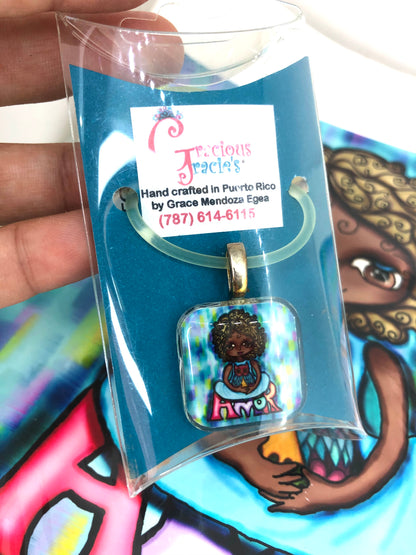 Gracious
Gracie's
Hand crafted in Puerto Rico
by Grace Mendoza Egea
(787) 614-6115
AMOR